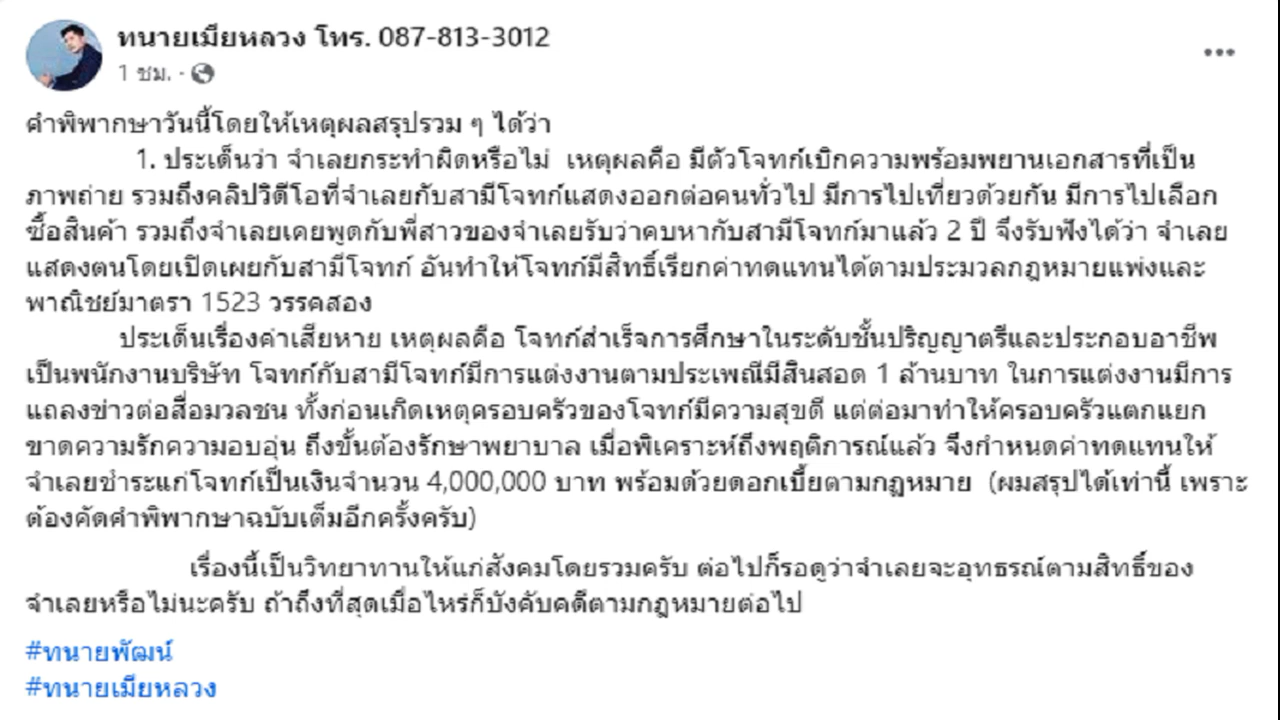 ทนายเมียหลวง โทร. 087-813-3012
1 ชม. ·
คำพิพากษาวันนี้โดยให้เหตุผลสรุปรวม ๆ ได้ว่า
1. ประเด็นว่า จำเลยกระทำผิดหรือไม่ เหตุผลคือ มีตัวโจทก์เบิกความพร้อมพยานเอกสารที่เป็น
ภาพถ่าย รวมถึงคลิปวิดีโอที่จำเลยกับสามีโจทก์แสดงออกต่อคนทั่วไป มีการไปเที่ยวด้วยกัน มีการไปเลือก
ซื้อสินค้า รวมถึงจำเลยเคยพูดกับพี่สาวของจำเลยรับว่าคบหากับสามีโจทก์มาแล้ว 2 ปี จึงรับฟังได้ว่า จำเลย
แสดงตนโดยเปิดเผยกับสามีโจทก์ อันทำให้โจทก์มีสิทธิ์เรียกค่าทดแทนได้ตามประมวลกฎหมายแพ่งและ
พาณิชย์มาตรา 1523 วรรคสอง
ประเด็นเรื่องค่าเสียหาย เหตุผลคือ โจทก์สำเร็จการศึกษาในระดับชั้นปริญญาตรีและประกอบอาชีพ
เป็นพนักงานบริษัท โจทก์กับสามีโจทก์มีการแต่งงานตามประเพณีมีสินสอด 1 ล้านบาท ในการแต่งงานมีการ
แถลงข่าวต่อสื่อมวลชน ทั้งก่อนเกิดเหตุครอบครัวของโจทก์มีความสุขดี แต่ต่อมาทำให้ครอบครัวแตกแยก
ขาดความรักความอบอุ่น ถึงขั้นต้องรักษาพยาบาล เมื่อพิเคราะห์ถึงพฤติการณ์แล้ว จึงกำหนดค่าทดแทนให้
จำเลยชำระแก่โจทก์เป็นเงินจำนวน 4,000,000 บาท พร้อมด้วยดอกเบี้ยตามกฎหมาย (ผมสรุปได้เท่านี้ เพราะ
ต้องคัดคำพิพากษาฉบับเต็มอีกครั้งครับ)
เรื่องนี้เป็นวิทยาทานให้แก่สังคมโดยรวมครับ ต่อไปก็รอดูว่าจำเลยจะอุทธรณ์ตามสิทธิ์ของ
จำเลยหรือไม่นะครับ ถ้าถึงที่สุดเมื่อไหร่ก็บังคับคดีตามกฎหมายต่อไป
#ทนายพัฒน์
#ทนายเมียหลวง